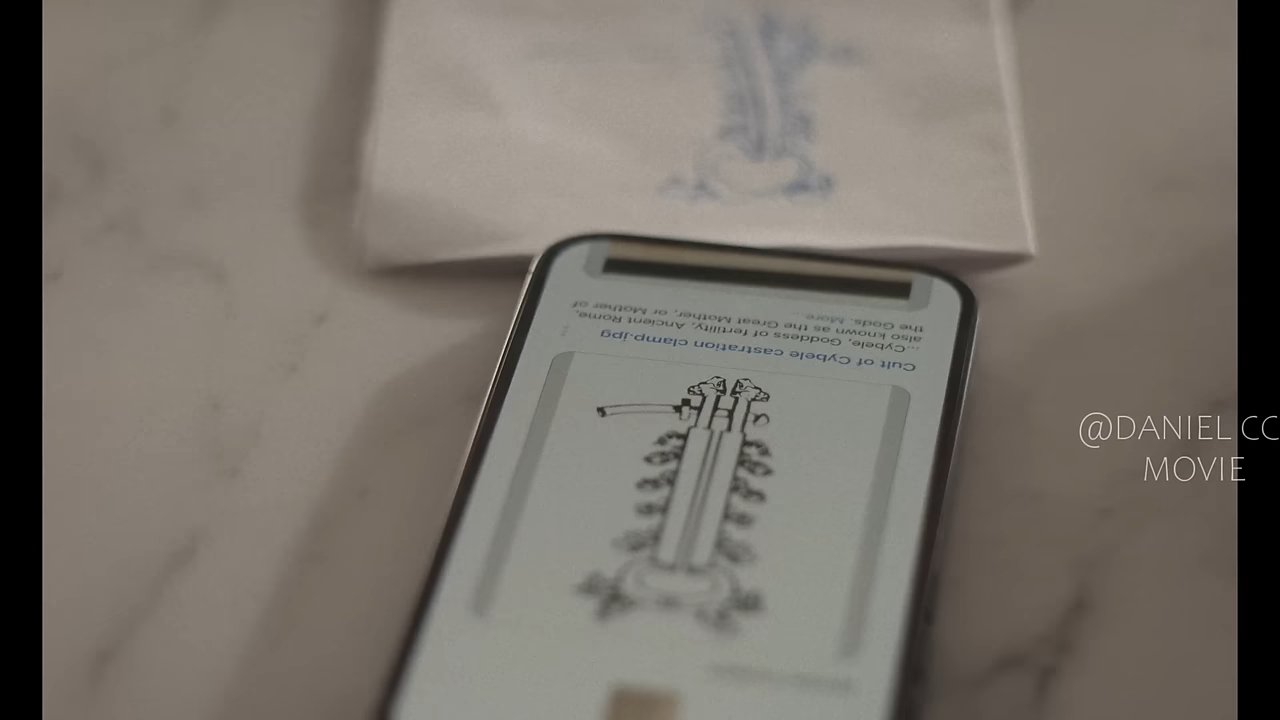 Cult of Cybele castration clamp.jpg
...Cybele, Goddess of fertility, Ancient Rome,
also known as the Great Mother, or Mother of
the Gods. More...
@DANIEL CC
MOVIE